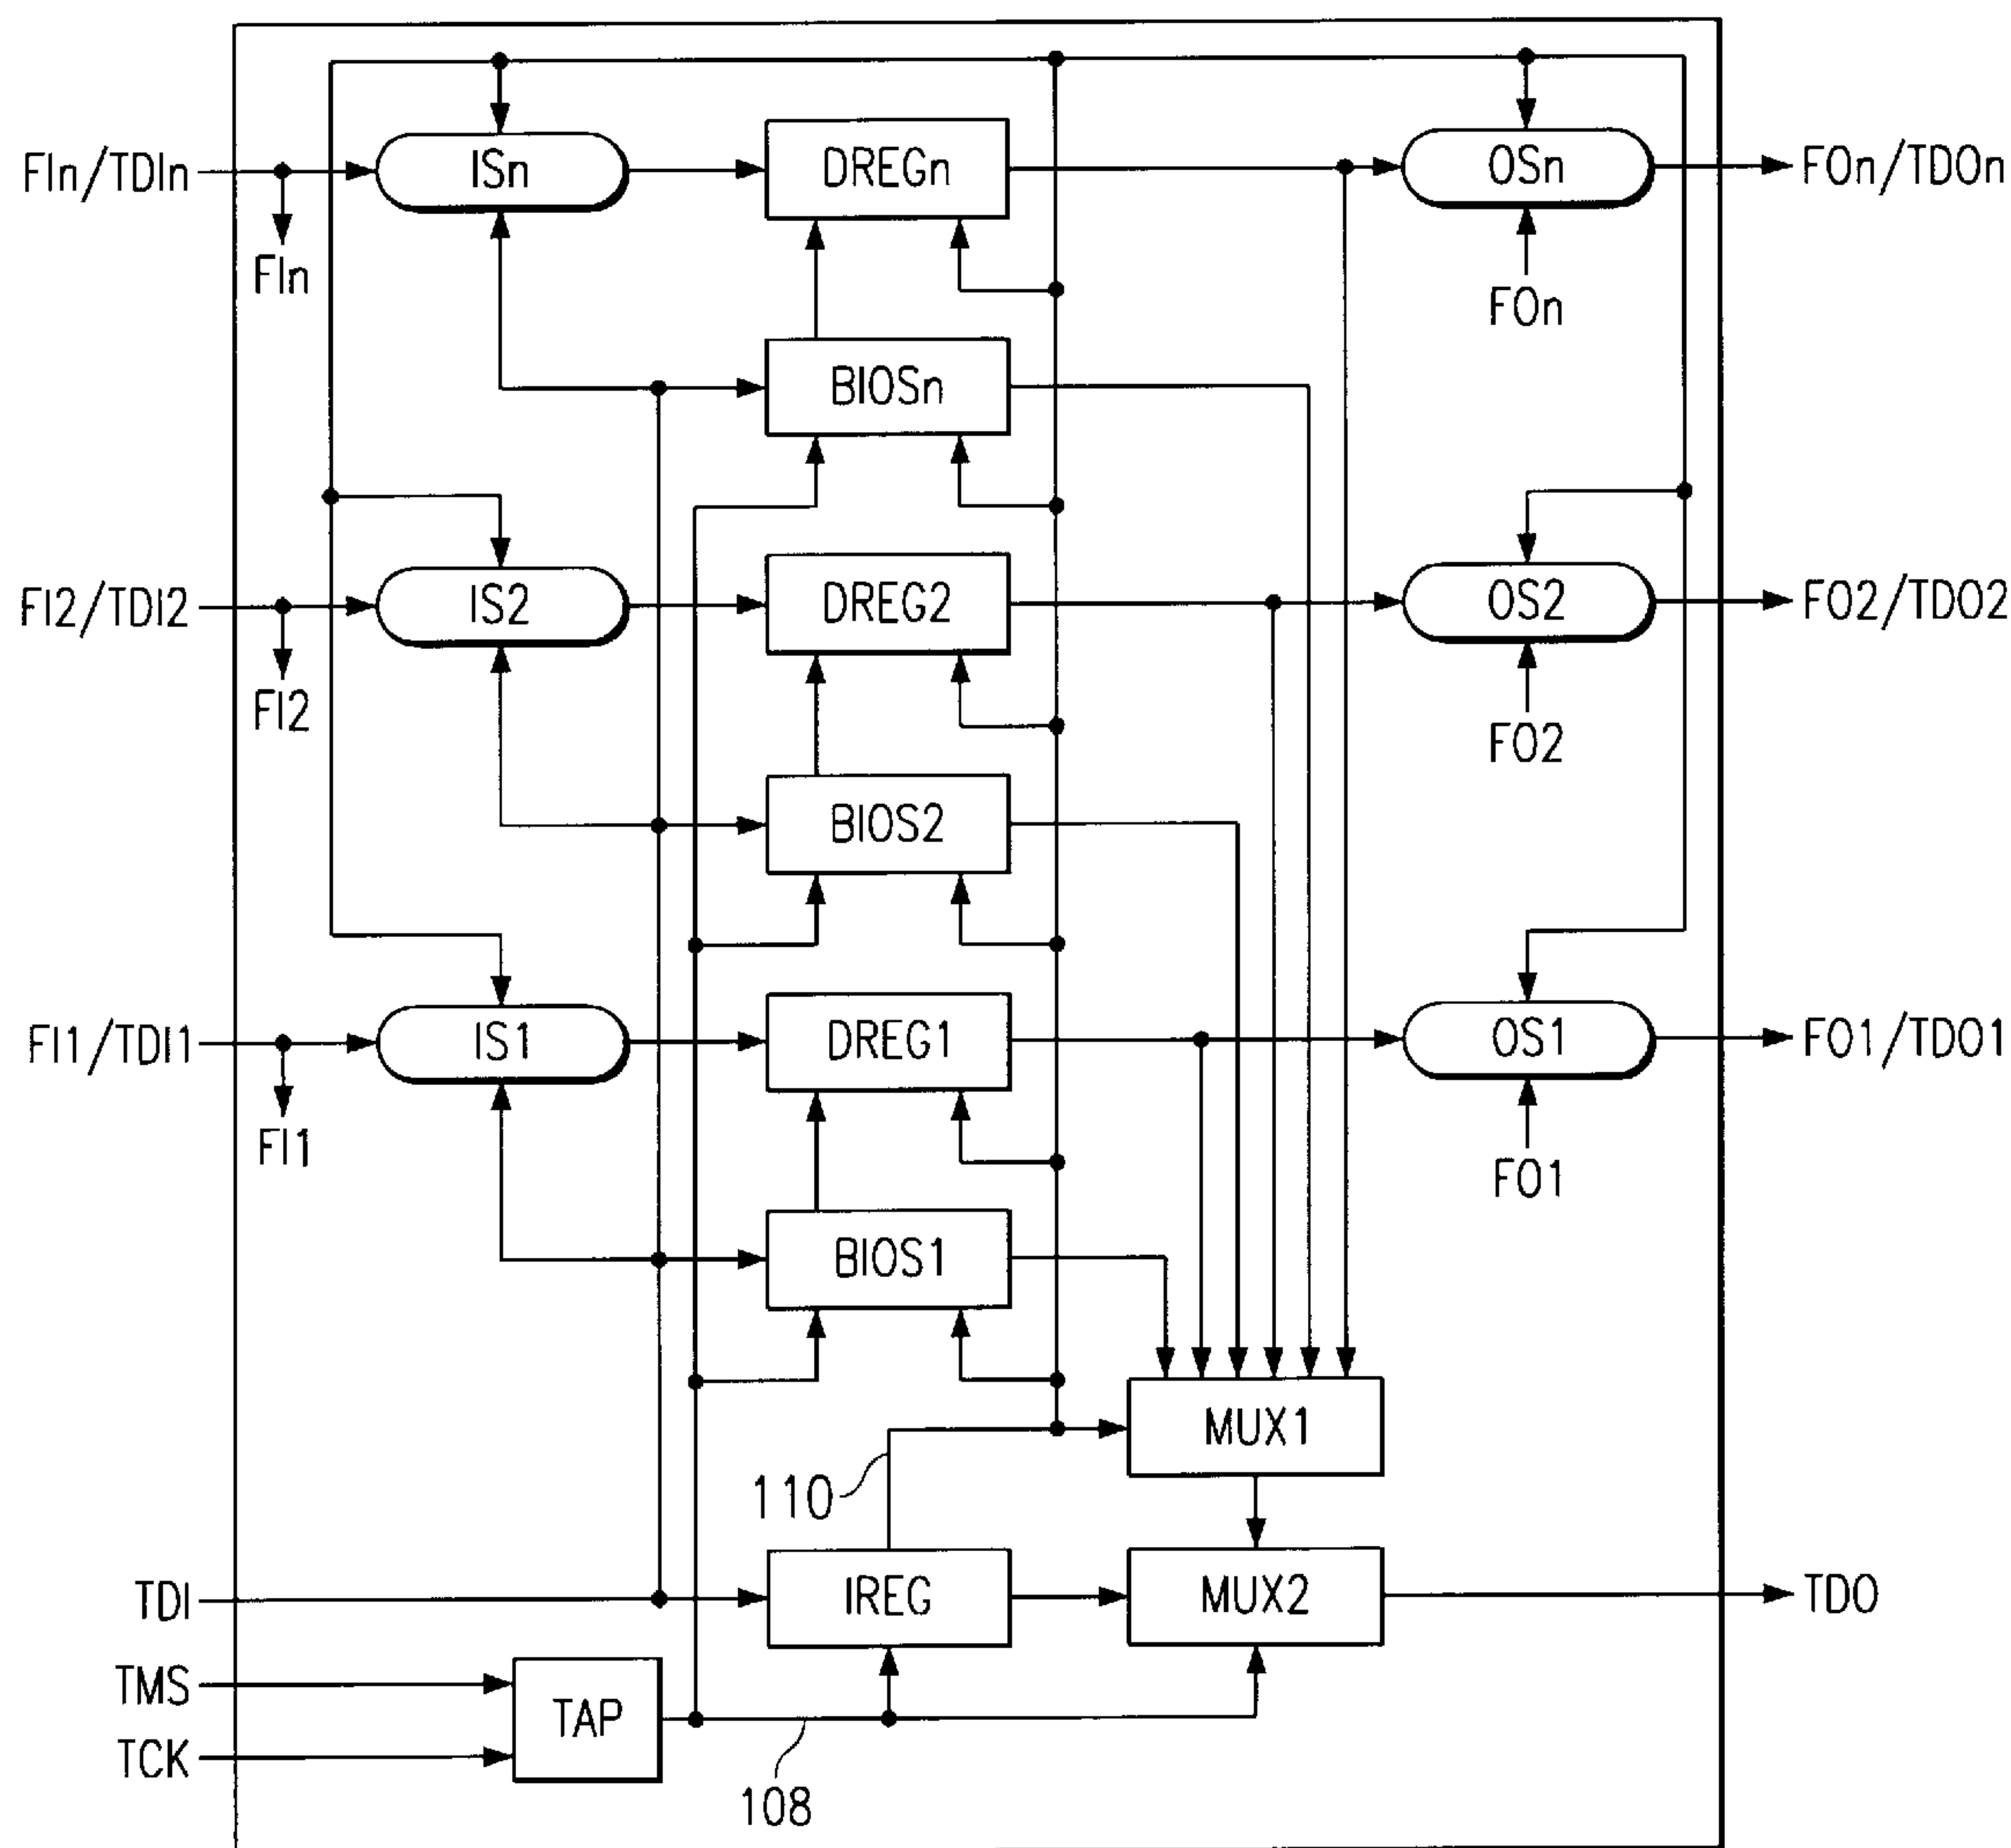 FIn/TDIn
ISn
DREGn
OSn
FOn/TDOn
FIn
FOn
BIOSn
FI2/TDI2
IS2
DREG2
OS2
FO2/TDO2
FI2
FO2
BIOS2
FI1/TDI1
IS1
DREG1
OS1
FO1/TDO1
FI1
FO1
BIOS1
MUX1
110
TDI
IREG
MUX2
TDO
TMS
TAP
TCK
108